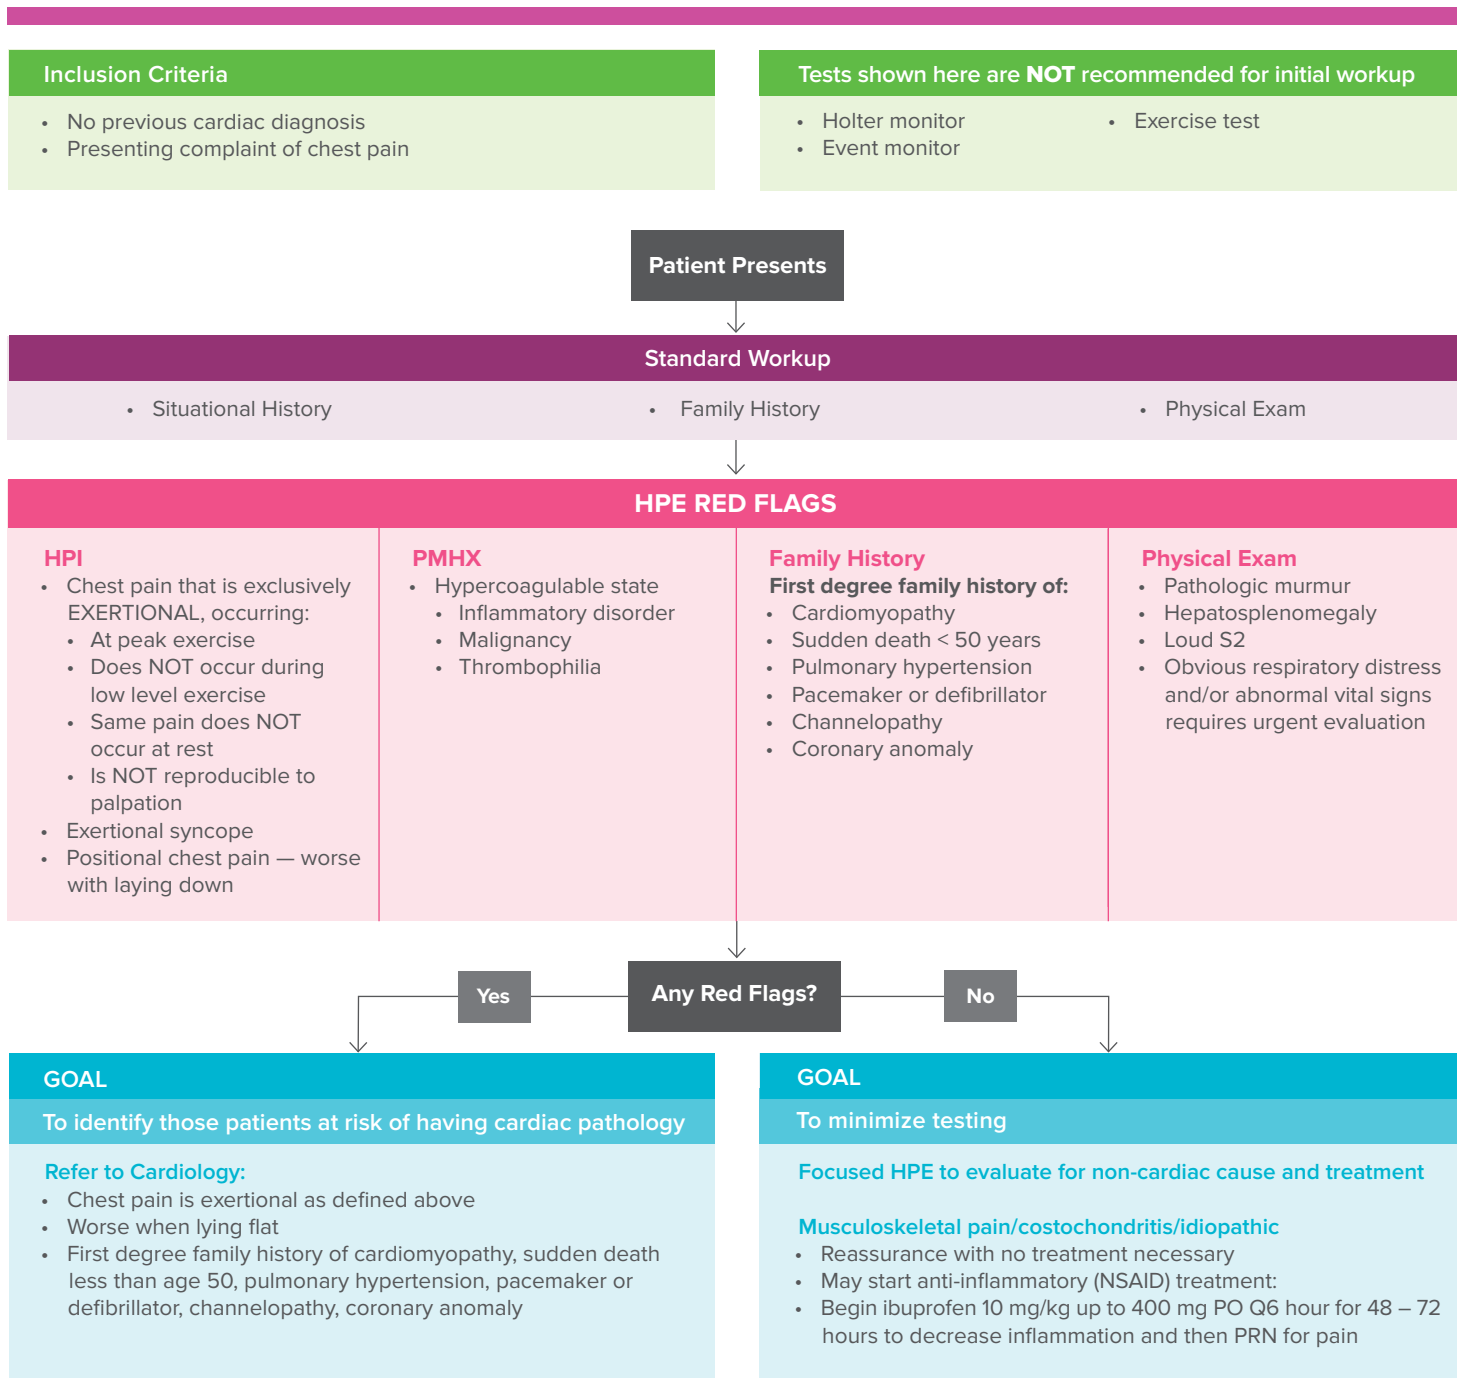 Inclusion Criteria
• No previous cardiac diagnosis
• Presenting complaint of chest pain
Tests shown here are NOT recommended for initial workup
• Holter monitor
• Event monitor
• Exercise test
Patient Presents
Standard Workup
• Situational History
• Family History
• Physical Exam
HPE RED FLAGS
HPI
• Chest pain that is exclusively
EXERTIONAL, occurring:
• At peak exercise
• Does NOT occur during
low level exercise
• Same pain does NOT
occur at rest
• Is NOT reproducible to
palpation
• Exertional syncope
• Positional chest pain — worse
with laying down
PMHX
• Hypercoagulable state
• Inflammatory disorder
• Malignancy
• Thrombophilia
Family History
First degree family history of:
• Cardiomyopathy
• Sudden death < 50 years
• Pulmonary hypertension
• Pacemaker or defibrillator
• Channelopathy
• Coronary anomaly
Physical Exam
• Pathologic murmur
• Hepatosplenomegaly
• Loud S2
• Obvious respiratory distress
and/or abnormal vital signs
requires urgent evaluation
Any Red Flags?
Yes
No
GOAL
To identify those patients at risk of having cardiac pathology
Refer to Cardiology:
• Chest pain is exertional as defined above
• Worse when lying flat
• First degree family history of cardiomyopathy, sudden death
less than age 50, pulmonary hypertension, pacemaker or
defibrillator, channelopathy, coronary anomaly
GOAL
To minimize testing
Focused HPE to evaluate for non-cardiac cause and treatment
Musculoskeletal pain/costochondritis/idiopathic
• Reassurance with no treatment necessary
• May start anti-inflammatory (NSAID) treatment:
• Begin ibuprofen 10 mg/kg up to 400 mg PO Q6 hour for 48 – 72
hours to decrease inflammation and then PRN for pain